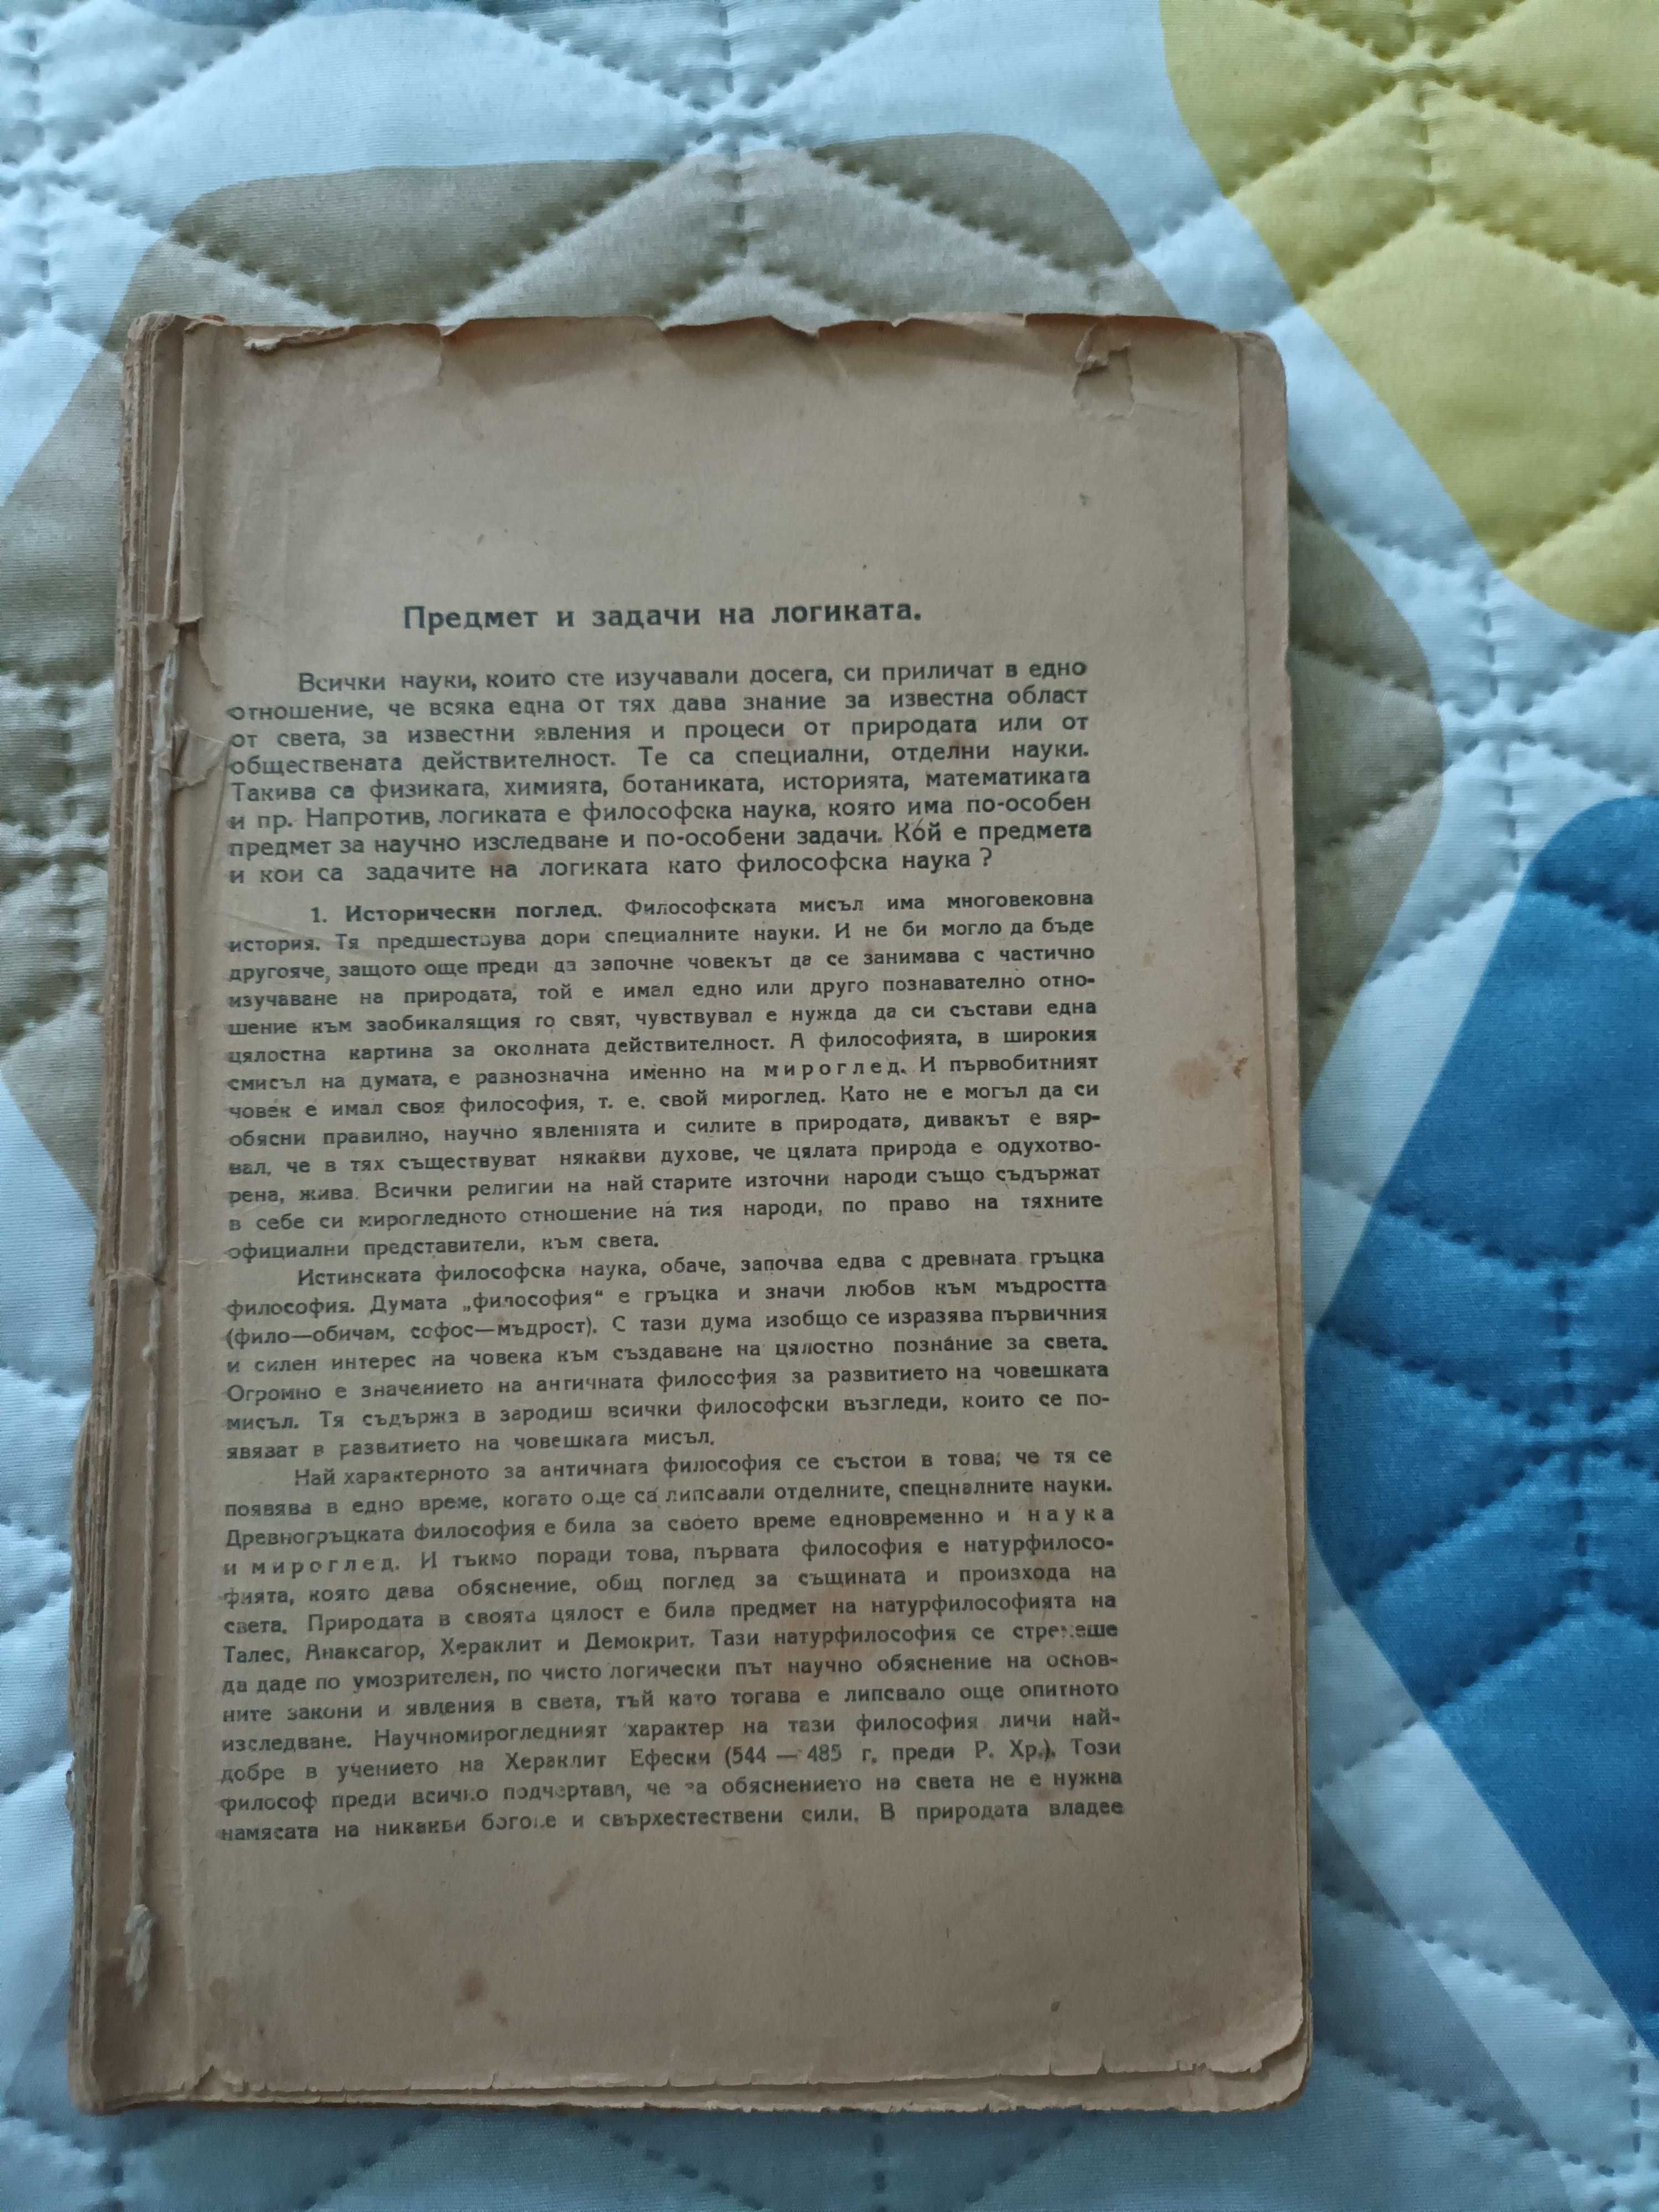 Предмет и задачи на логиката.
Всички науки, които сте изучавали досега, си приличат в едно
отношение, че всяка една от тях дава знание за известна област
от света, за известни явления и процеси от природата или от
обществената действителност. Те са специални, отделни науки.
Такива са физиката, химията, ботаниката, историята, математиката
и пр. Напротив, логиката е философска наука, която има по-особен
предмет за научно изследване и по-особени задачи. Кой е предмета
и кои са задачите на логиката като философска наука ?
1. Исторически поглед. Философската мисъл има многовековна
история. Тя предшествува дори специалните науки. И не би могло да бъде
другояче, защото още преди да започне човекът да се занимава с частично
изучаване на природата, той е имал едно или друго познавателно отно-
шение към заобикалящия го свят, чувствувал е нужда да си състави една
цялостна картина за околната действителност. А философията, в широкия
смисъл на думата, е равнозначна именно на мироглед. И първобитният
човек е имал своя философия, т. е. свой мироглед. Като не е могъл да си
обясни правилно, научно явленията и силите в природата, дивакът е вяр-
вал, че в тях съществуват някакви духове, че цялата природа е одухотво-
рена, жива. Всички религии на най старите източни народи също съдържат
в себе си мирогледното отношение на тия народи, по право на тяхните
официални представители, към света.
Истинската философска наука, обаче, започва едва с древната гръцка
философия. Думата „философия“ е гръцка и значи любов към мъдростта
(фило—обичам, софос—мъдрост). С тази дума изобщо се изразява първичния
и силен интерес на човека към създаване на цялостно познание за света.
Огромно е значението на античната философия за развитието на човешката
мисъл. Тя съдържа в зародиш всички философски възгледи, които се по-
явяват в развитието на човешката мисъл.
Най характерното за античната философия се състои в това, че тя се
появява в едно време, когато още са липсвали отделните, специалните науки.
Древногръцката философия е била за своето време едновременно и наука
и мироглед. И тъкмо поради това, първата философия е натурфилосо-
фията, която дава обяснение, общ поглед за същината и произхода на
света. Природата в своята цялост е била предмет на натурфилософията на
Талес, Анаксагор, Хераклит и Демокрит. Тази натурфилософия се стремеше
да даде по умозрителен, по чисто логически път научно обяснение на основ-
ните закони и явления в света, тъй като тогава е липсвало още опитното
изследване. Научномирогледният характер на тази философия личи най-
добре в учението на Хераклит Ефески (544 — 485 г. преди Р. Хр.). Този
философ преди всичко подчертава, че за обяснението на света не е нужна
намясата на никакви богове и свърхестествени сили. В природата владее